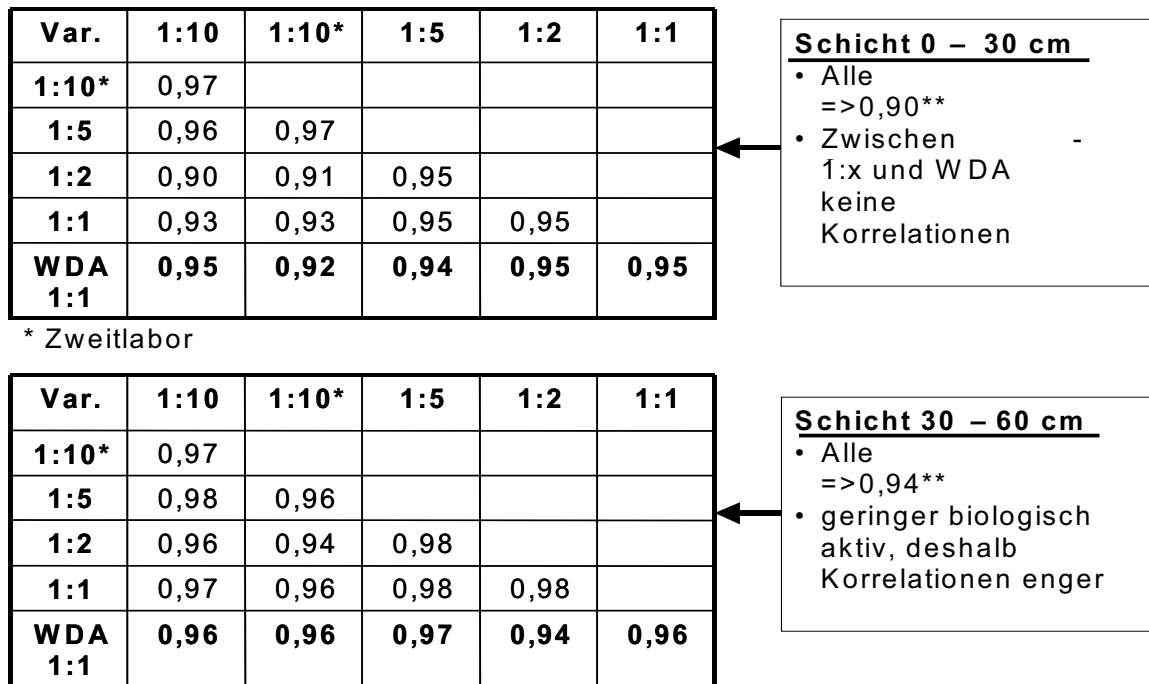 Var. 1:10 1:10* 1:5 1:2 1:1
1:10* 0,97
1:5 0,96 0,97
1:2 0,90 0,91 0,95
1:1 0,93 0,93 0,95 0,95
WDA 0,95 0,92 0,94 0,95 0,95
1:1
* Zweitlabor
Schicht 0 – 30 cm
• Alle
=>0,90**
• Zwischen -
1:x und WDA
keine
Korrelationen
Var. 1:10 1:10* 1:5 1:2 1:1
1:10* 0,97
1:5 0,98 0,96
1:2 0,96 0,94 0,98
1:1 0,97 0,96 0,98 0,98
WDA 0,96 0,96 0,97 0,94 0,96
1:1
Schicht 30 – 60 cm
• Alle
=>0,94**
• geringer biologisch
aktiv, deshalb
Korrelationen enger